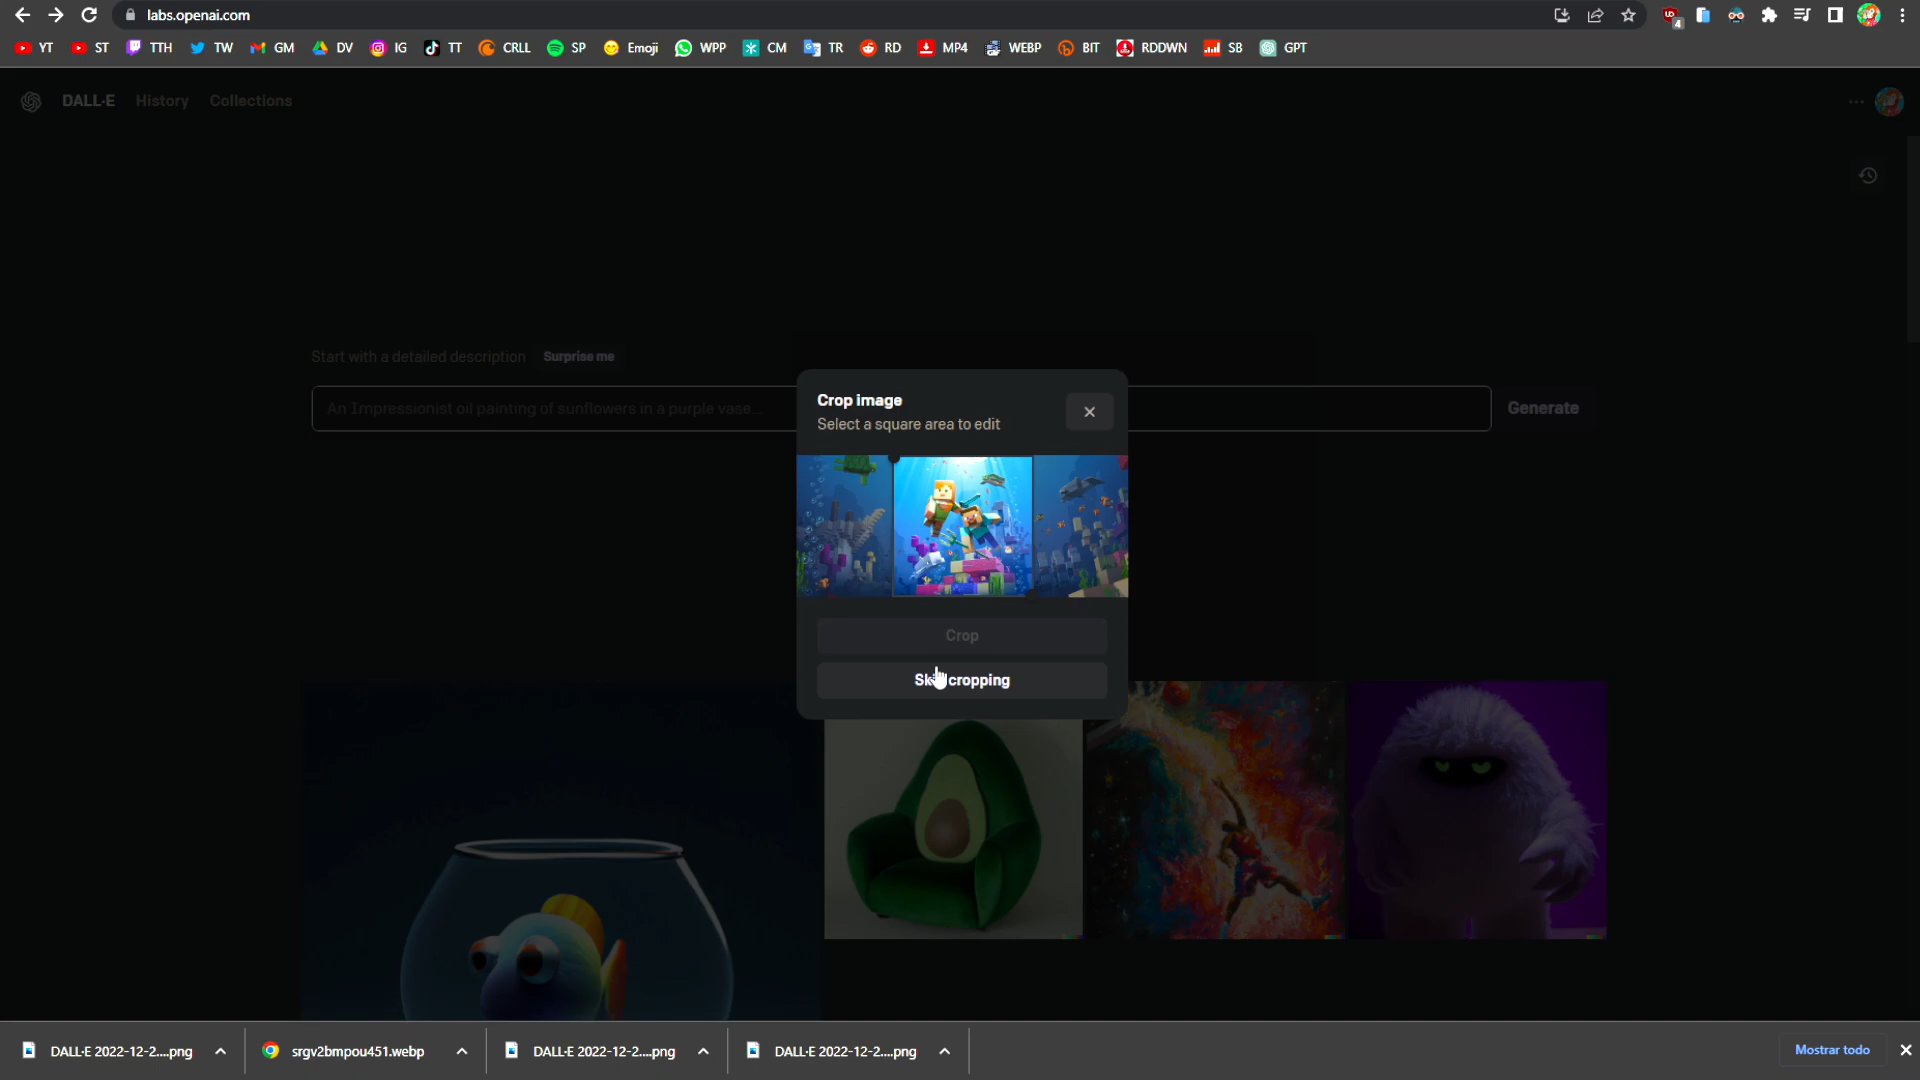 labs.openai.com
4
YT ST TTH TW GM DV IG TT CRLL SP Emoji WPP CM TR RD MP4 WEBP BIT RDDWN SB GPT
DALL·E History Collections
Start with a detailed description Surprise me
An Impressionist oil painting of sunflowers in a purple vase... Generate
Crop image
Select a square area to edit
Crop
Skip cropping
DALL·E 2022-12-2....png srgv2bmpou451.webp DALL·E 2022-12-2....png DALL·E 2022-12-2....png Mostrar todo